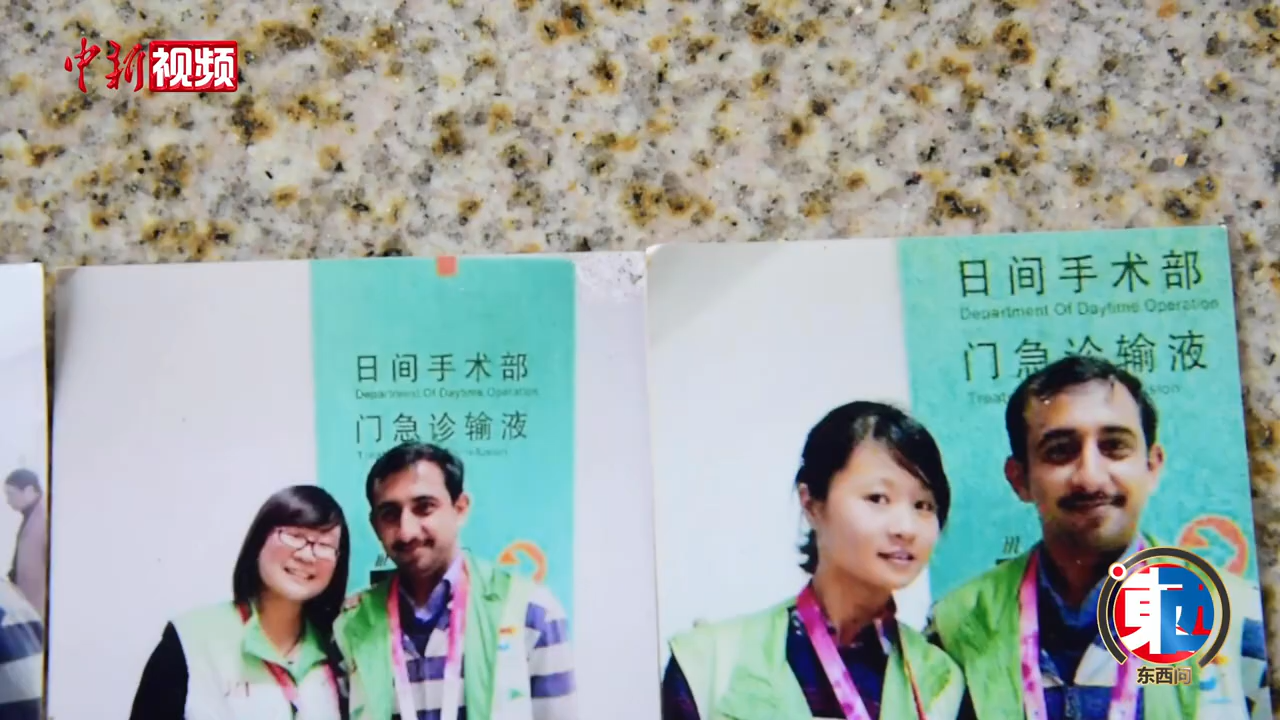 中新视频
日间手术部
Department Of Daytime Operation
门急诊输液
日间手术部
Department Of Daytime Operation
门急诊输液
東
东西问